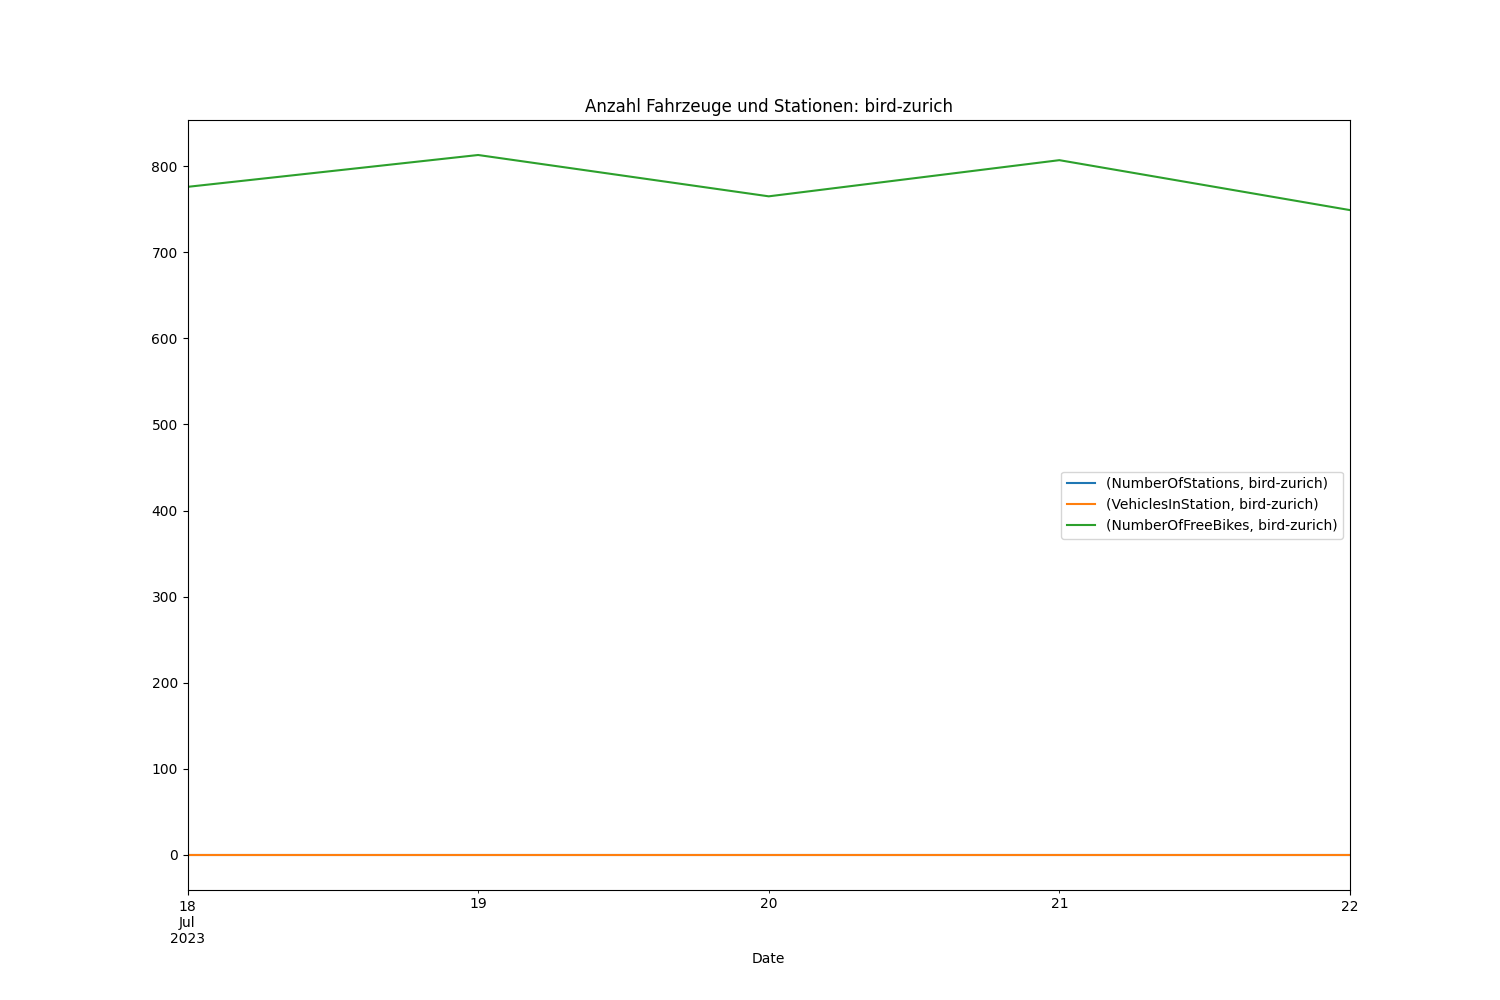 Anzahl Fahrzeuge und Stationen: bird-zurich
800
700
600
500
400
300
200
100
0
(NumberOfStations, bird-zurich)
(VehiclesInStation, bird-zurich)
(NumberOfFreeBikes, bird-zurich)
18 19 20 21 22
Jul
2023
Date